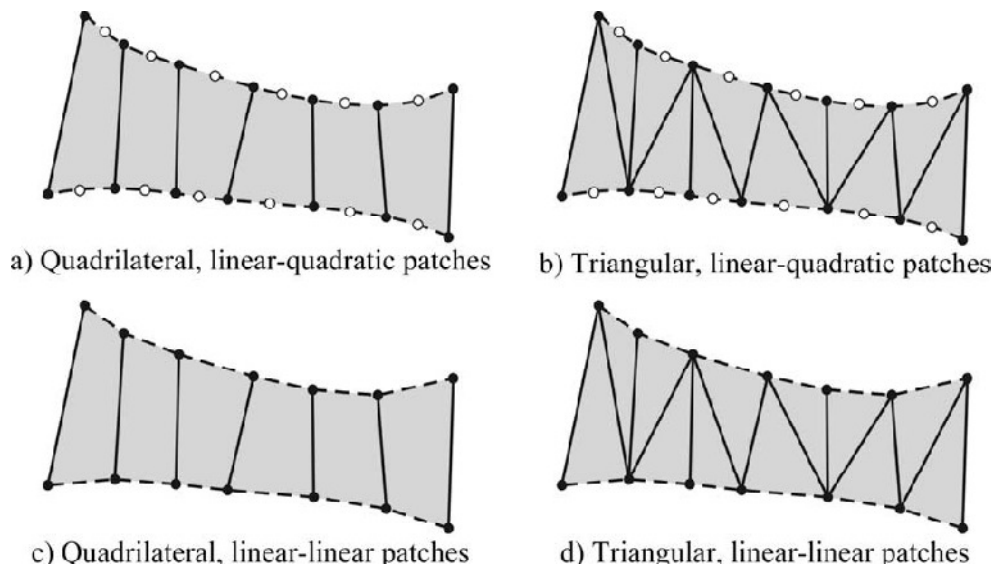 a) Quadrilateral, linear-quadratic patches
b) Triangular, linear-quadratic patches
c) Quadrilateral, linear-linear patches
d) Triangular, linear-linear patches